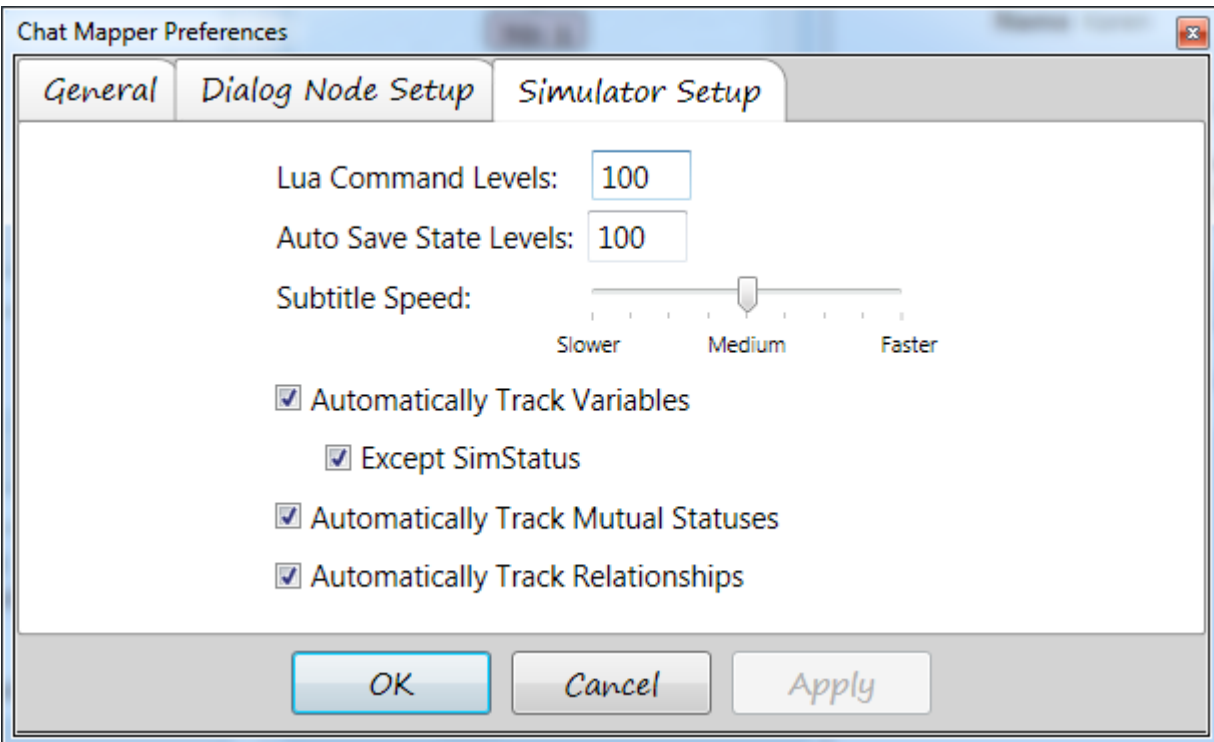 Chat Mapper Preferences
General Dialog Node Setup Simulator Setup
Lua Command Levels: 100
Auto Save State Levels: 100
Subtitle Speed:
Slower Medium Faster
Automatically Track Variables
Except SimStatus
Automatically Track Mutual Statuses
Automatically Track Relationships
OK Cancel Apply